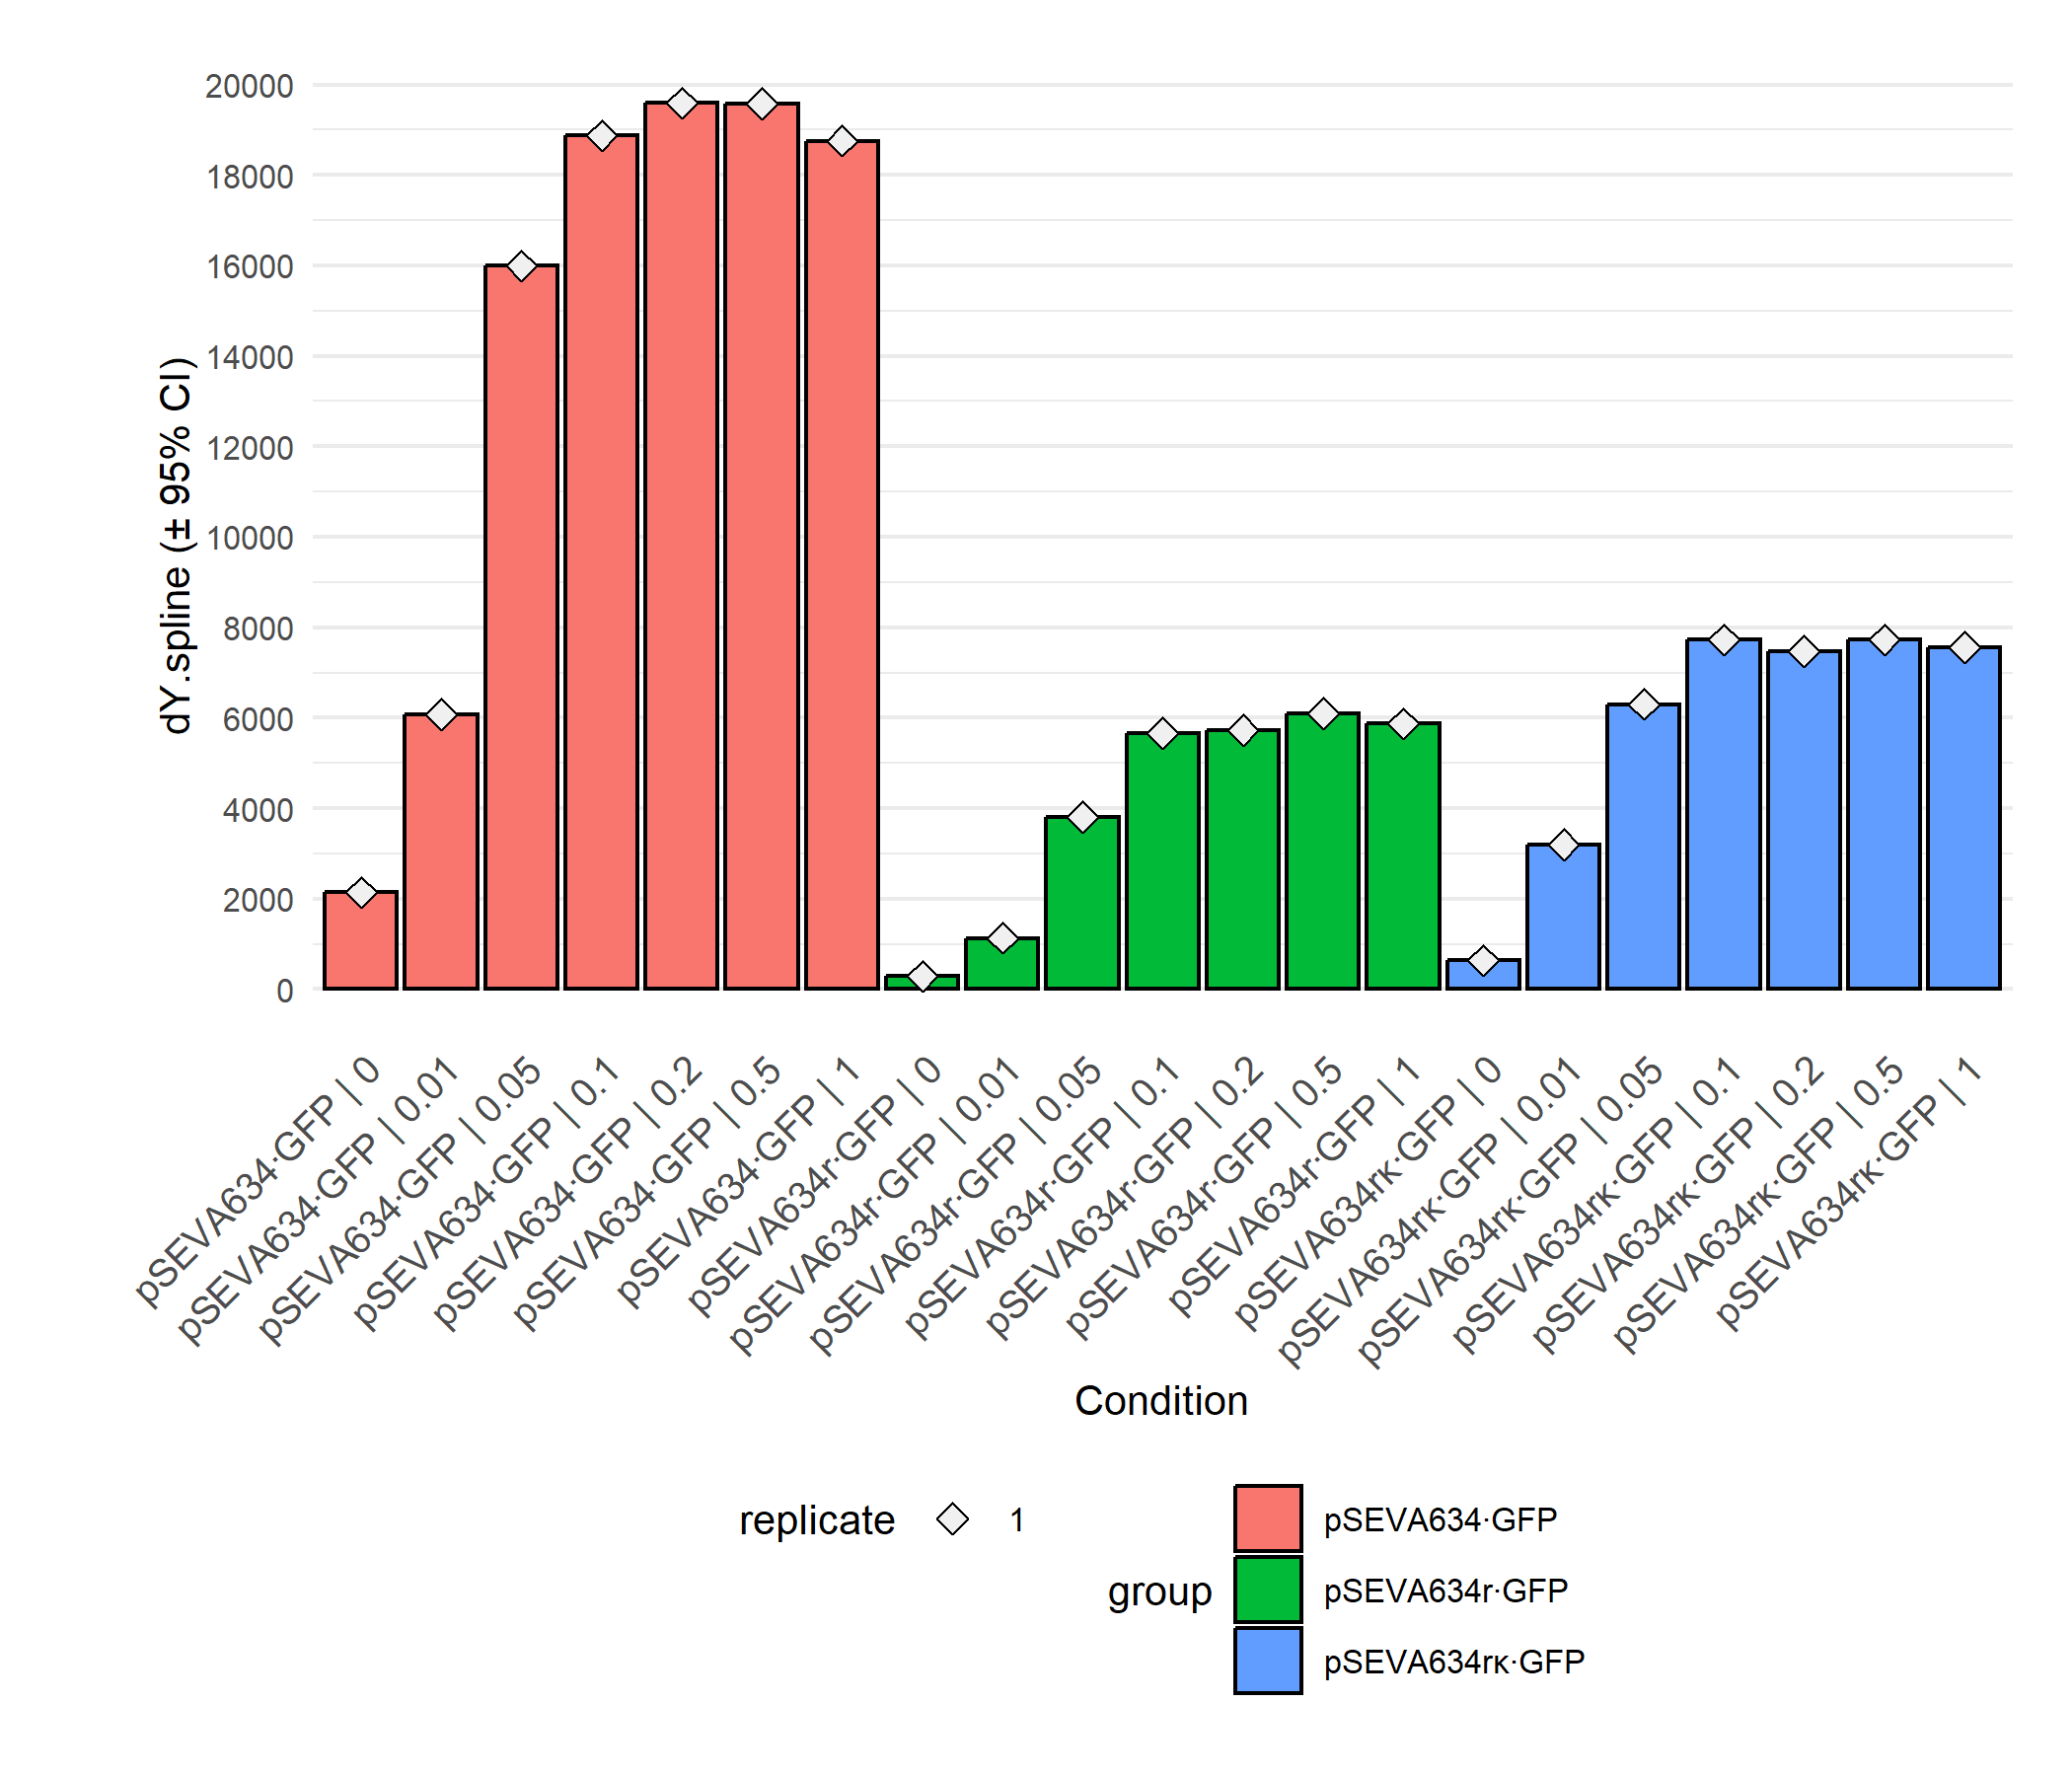 dY.spline (± 95% CI)
20000
18000
16000
14000
12000
10000
8000
6000
4000
2000
0
pSEVA634·GFP | 0
pSEVA634·GFP | 0.01
pSEVA634·GFP | 0.05
pSEVA634·GFP | 0.1
pSEVA634·GFP | 0.2
pSEVA634·GFP | 0.5
pSEVA634·GFP | 1
pSEVA634r·GFP | 0
pSEVA634r·GFP | 0.01
pSEVA634r·GFP | 0.05
pSEVA634r·GFP | 0.1
pSEVA634r·GFP | 0.2
pSEVA634r·GFP | 0.5
pSEVA634r·GFP | 1
pSEVA634rκ·GFP | 0
pSEVA634rκ·GFP | 0.01
pSEVA634rκ·GFP | 0.05
pSEVA634rκ·GFP | 0.1
pSEVA634rκ·GFP | 0.2
pSEVA634rκ·GFP | 0.5
pSEVA634rκ·GFP | 1
Condition
replicate 1
group
pSEVA634·GFP
pSEVA634r·GFP
pSEVA634rκ·GFP